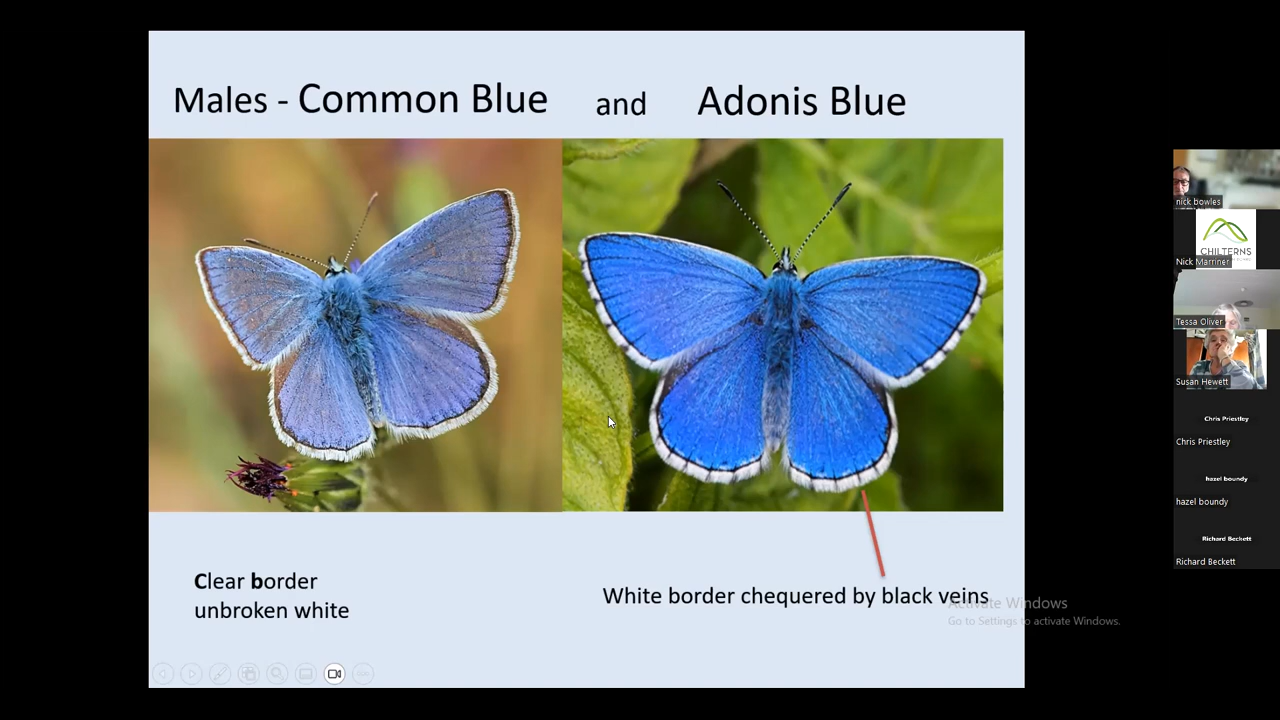 Males - Common Blue and Adonis Blue
Clear border
unbroken white
White border chequered by black veins
Activate Windows
Go to Settings to activate Windows.
nick bowles
CHILTERNS
Nick Marriner
Tessa Oliver
Susan Hewett
Chris Priestley
Chris Priestley
hazel boundy
hazel boundy
Richard Beckett
Richard Beckett